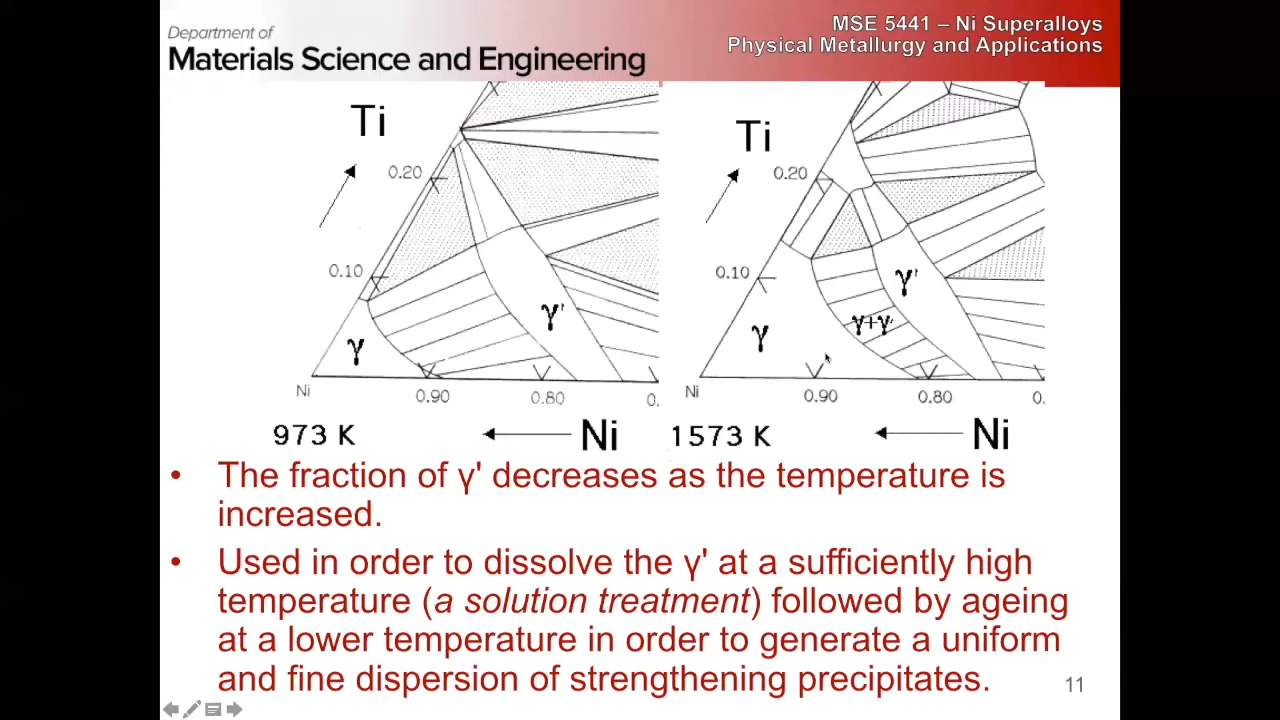 Department of
Materials Science and Engineering
MSE 5441 – Ni Superalloys
Physical Metallurgy and Applications
Ti
0.20
0.10
γ
γ'
Ni
0.90
0.80
0.
973 K
Ni
Ti
0.20
0.10
γ
γ+γ'
γ'
Ni
0.90
0.80
0.
1573 K
Ni
• The fraction of γ' decreases as the temperature is
increased.
• Used in order to dissolve the γ' at a sufficiently high
temperature (a solution treatment) followed by ageing
at a lower temperature in order to generate a uniform
and fine dispersion of strengthening precipitates.
11